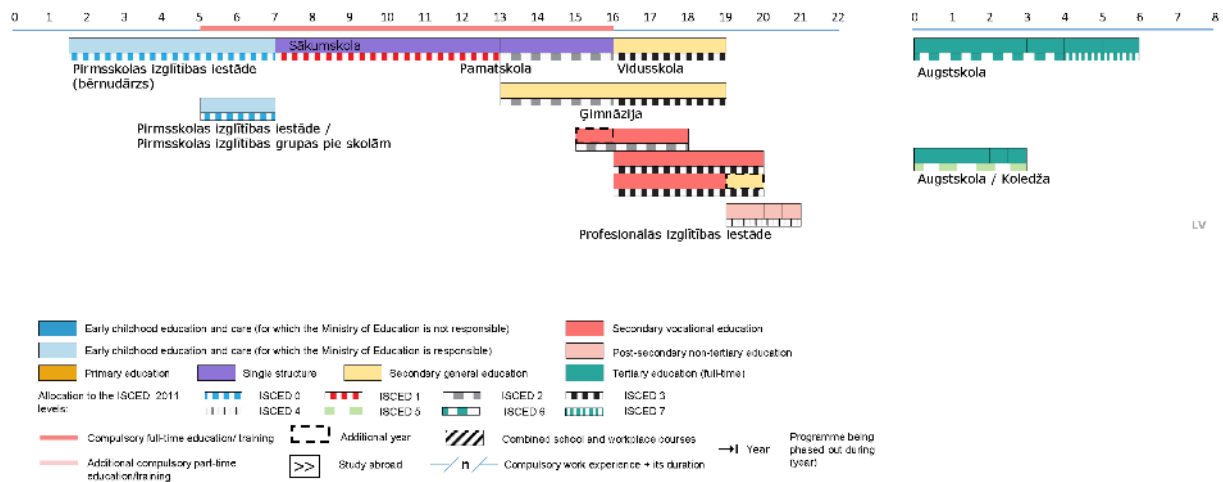 0 1 2 3 4 5 6 7 8 9 10 11 12 13 14 15 16 17 18 19 20 21 22
0 1 2 3 4 5 6 7 8
Sākumskola
Pirmsskolas izglītības iestāde
(bērnudārzs)
Pamatskola
Vidusskola
Augstskola
Ģimnāzija
Pirmsskolas izglītības iestāde /
Pirmsskolas izglītības grupas pie skolām
Augstskola / Koledža
Profesionālās izglītības iestāde
LV
Early childhood education and care (for which the Ministry of Education is not responsible)
Secondary vocational education
Early childhood education and care (for which the Ministry of Education is responsible)
Post-secondary non-tertiary education
Primary education
Single structure
Secondary general education
Tertiary education (full-time)
Allocation to the ISCED 2011
levels:
ISCED 0
ISCED 1
ISCED 2
ISCED 3
ISCED 4
ISCED 5
ISCED 6
ISCED 7
Compulsory full-time education/ training
Additional year
Combined school and workplace courses
Year
Programme being
phased out during
(year)
Additional compulsory part-time
education/training
>> Study abroad
n Compulsory work experience + its duration